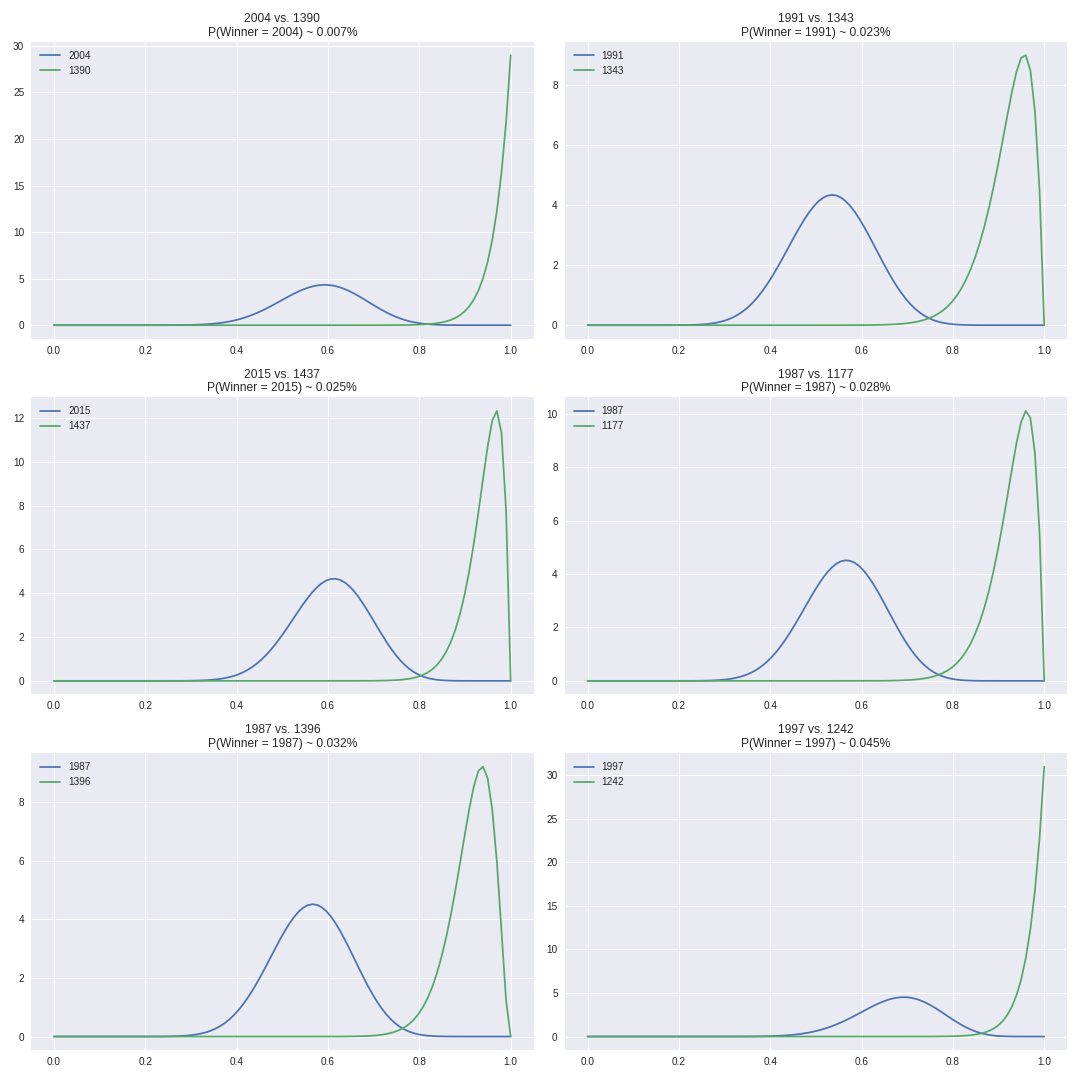 2004 vs. 1390
P(Winner = 2004) ~ 0.007%
30
25
20
15
10
5
0
2004
1390
0.0 0.2 0.4 0.6 0.8 1.0
1991 vs. 1343
P(Winner = 1991) ~ 0.023%
8
6
4
2
0
1991
1343
0.0 0.2 0.4 0.6 0.8 1.0
2015 vs. 1437
P(Winner = 2015) ~ 0.025%
12
10
8
6
4
2
0
2015
1437
0.0 0.2 0.4 0.6 0.8 1.0
1987 vs. 1177
P(Winner = 1987) ~ 0.028%
10
8
6
4
2
0
1987
1177
0.0 0.2 0.4 0.6 0.8 1.0
1987 vs. 1396
P(Winner = 1987) ~ 0.032%
8
6
4
2
0
1987
1396
0.0 0.2 0.4 0.6 0.8 1.0
1997 vs. 1242
P(Winner = 1997) ~ 0.045%
30
25
20
15
10
5
0
1997
1242
0.0 0.2 0.4 0.6 0.8 1.0